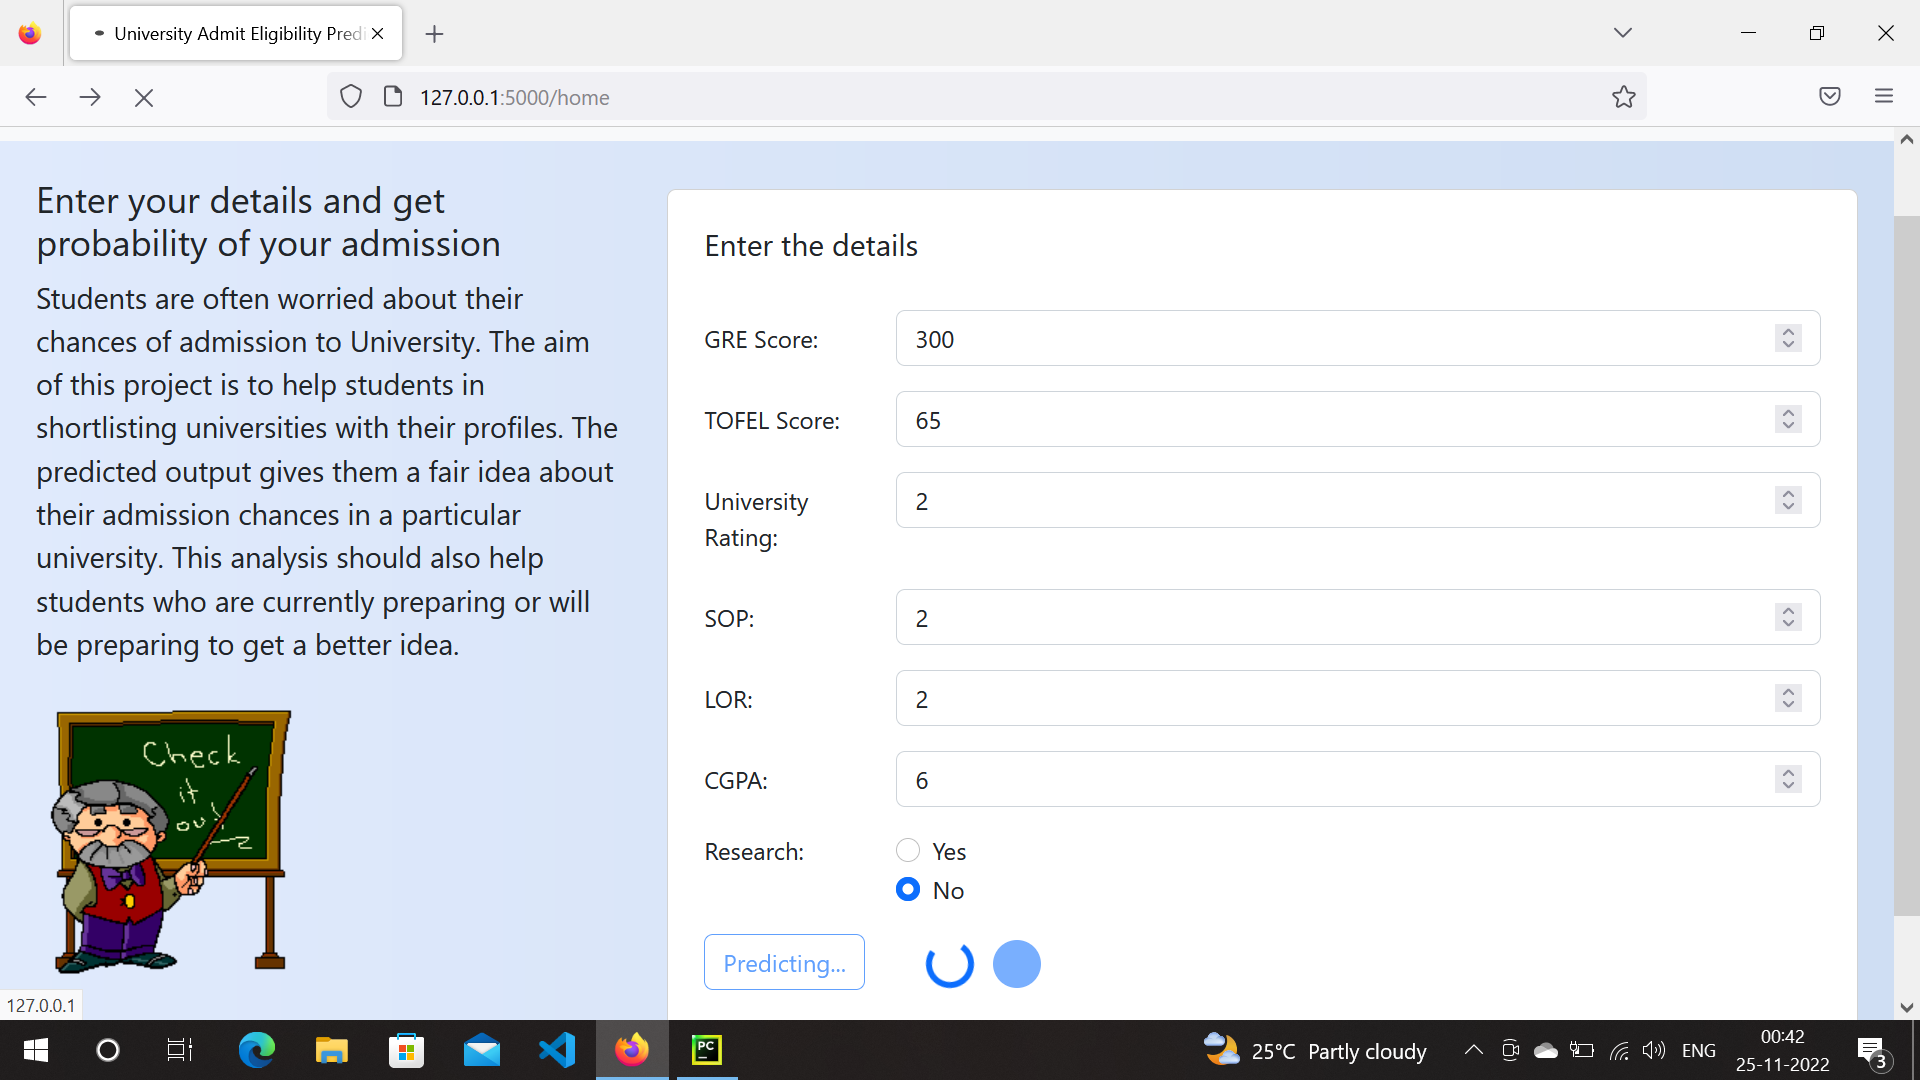 University Admit Eligibility Predi
127.0.0.1:5000/home
Enter your details and get
probability of your admission
Students are often worried about their
chances of admission to University. The aim
of this project is to help students in
shortlisting universities with their profiles. The
predicted output gives them a fair idea about
their admission chances in a particular
university. This analysis should also help
students who are currently preparing or will
be preparing to get a better idea.
Check
it
out!
Enter the details
GRE Score: 300
TOFEL Score: 65
University
Rating:
2
SOP: 2
LOR: 2
CGPA: 6
Research: Yes
No
Predicting...
127.0.0.1
PC
25°C Partly cloudy
ENG
00:42
25-11-2022
3